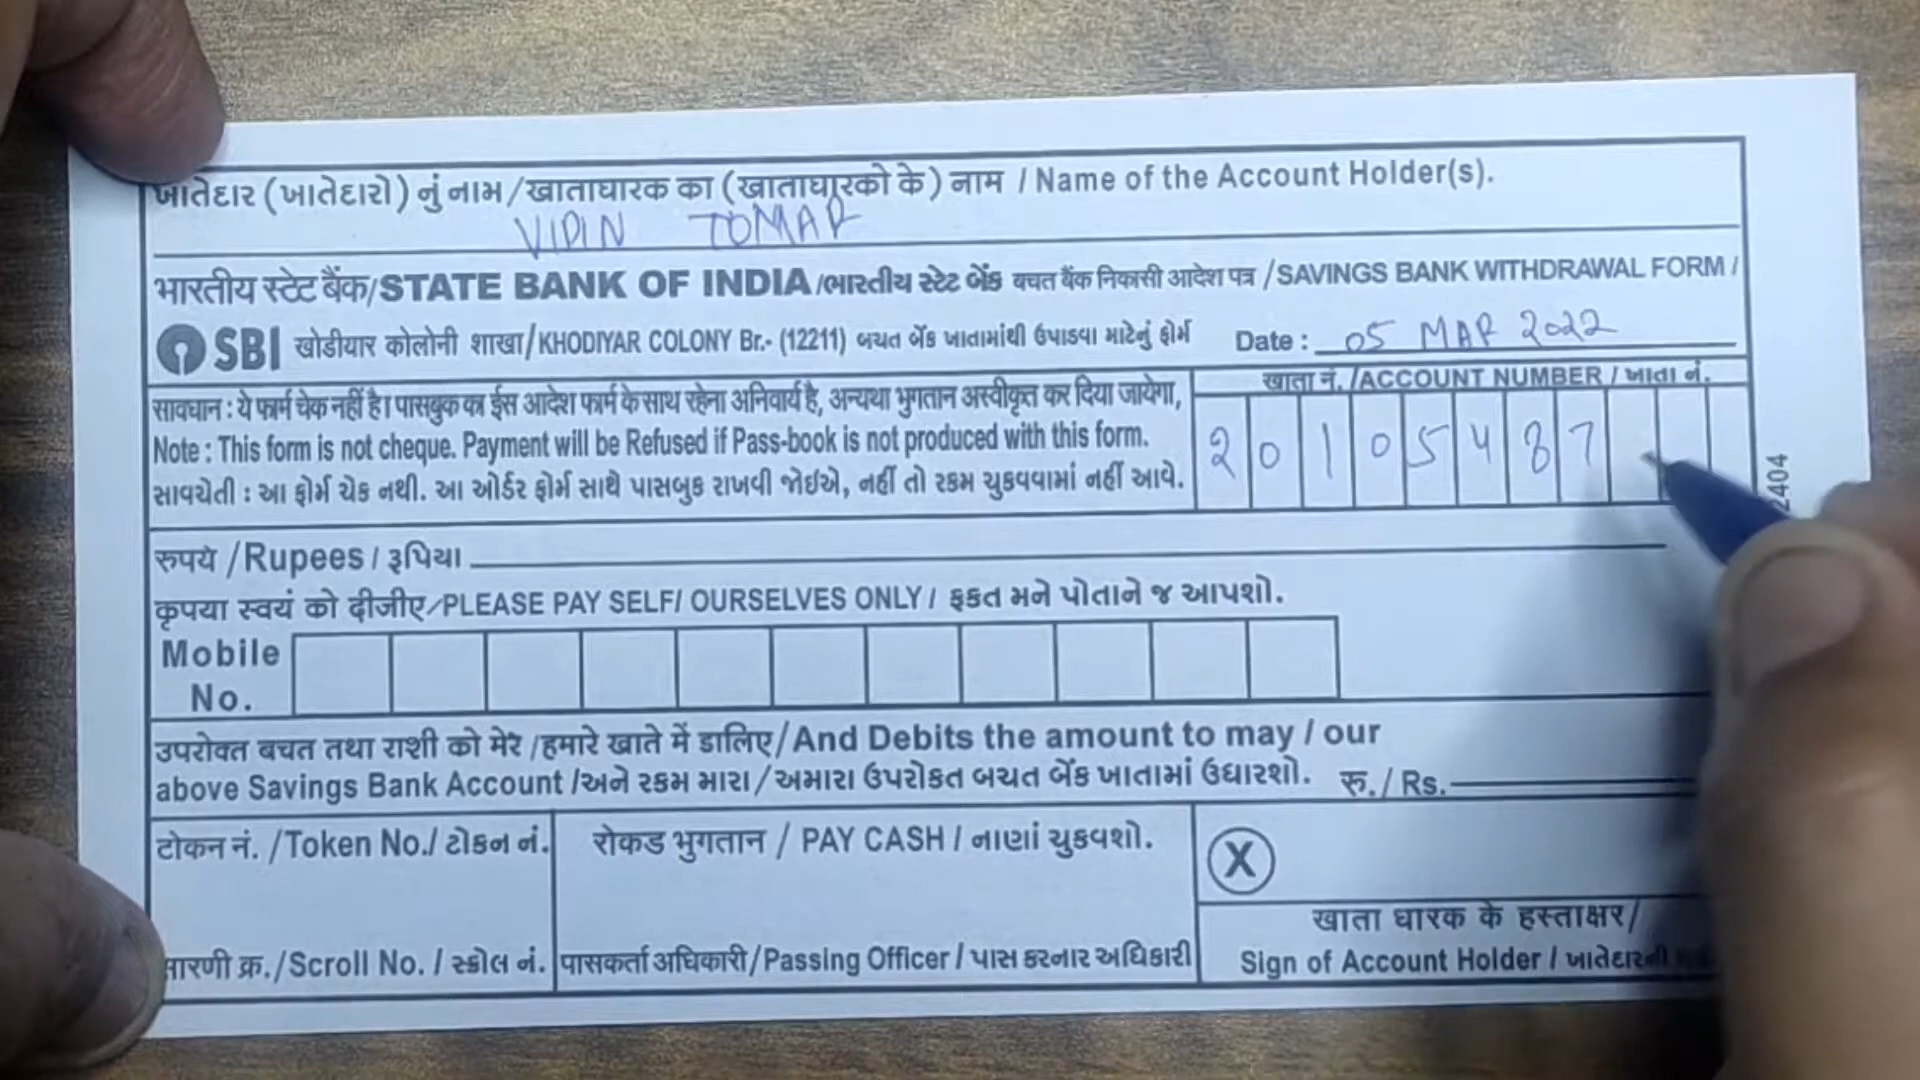 ખાતેદાર (ખાતેદારો) નું નામ / खाताधारक का (खाताधारको के) नाम / Name of the Account Holder(s).
VIPIN TOMAR
भारतीय स्टेट बैंक/STATE BANK OF INDIA/ભારતીય સ્ટેટ બેંક बचत बैंक निकासी आदेश पत्र / SAVINGS BANK WITHDRAWAL FORM /
SBI खोडीयार कोलोनी शाखा/KHODIYAR COLONY Br.- (12211) બચત બેંક ખાતામાંથી ઉપાડવા માટેનું ફોર્મ Date : 05 MAR 2022
खाता नं. /ACCOUNT NUMBER / ખાતા નં.
सावधान : ये फार्म चेक नहीं है। पासबुक का ईस आदेश फार्म के साथ रहेना अनिवार्य है, अन्यथा भुगतान अस्वीकृत कर दिया जायेगा,
Note : This form is not cheque. Payment will be Refused if Pass-book is not produced with this form.
સાવચેતી : આ ફોર્મ ચેક નથી. આ ઓર્ડર ફોર્મ સાથે પાસબુક રાખવી જોઈએ, નહીં તો રકમ ચુકવવામાં નહીં આવે.
2 0 1 0 5 4 8 7
2404
रुपये /Rupees / રૂપિયા
कृपया स्वयं को दीजीए/PLEASE PAY SELF/ OURSELVES ONLY / ફકત મને પોતાને જ આપશો.
Mobile
No.
उपरोक्त बचत तथा राशी को मेरे /हमारे खाते में डालिए/And Debits the amount to may / our
above Savings Bank Account /અને રકમ મારા / અમારા ઉપરોકત બચત બેંક ખાતામાં ઉધારશો. रु. / Rs.
टोकन नं. /Token No./ ટોકન નં.
रोकड भुगतान / PAY CASH / નાણાં ચુકવશો.
X
सारणी क्र./Scroll No. / સ્ક્રોલ નં.
पासकर्ता अधिकारी/Passing Officer / પાસ કરનાર અધિકારી
खाता धारक के हस्ताक्षर/
Sign of Account Holder / ખાતેદારની